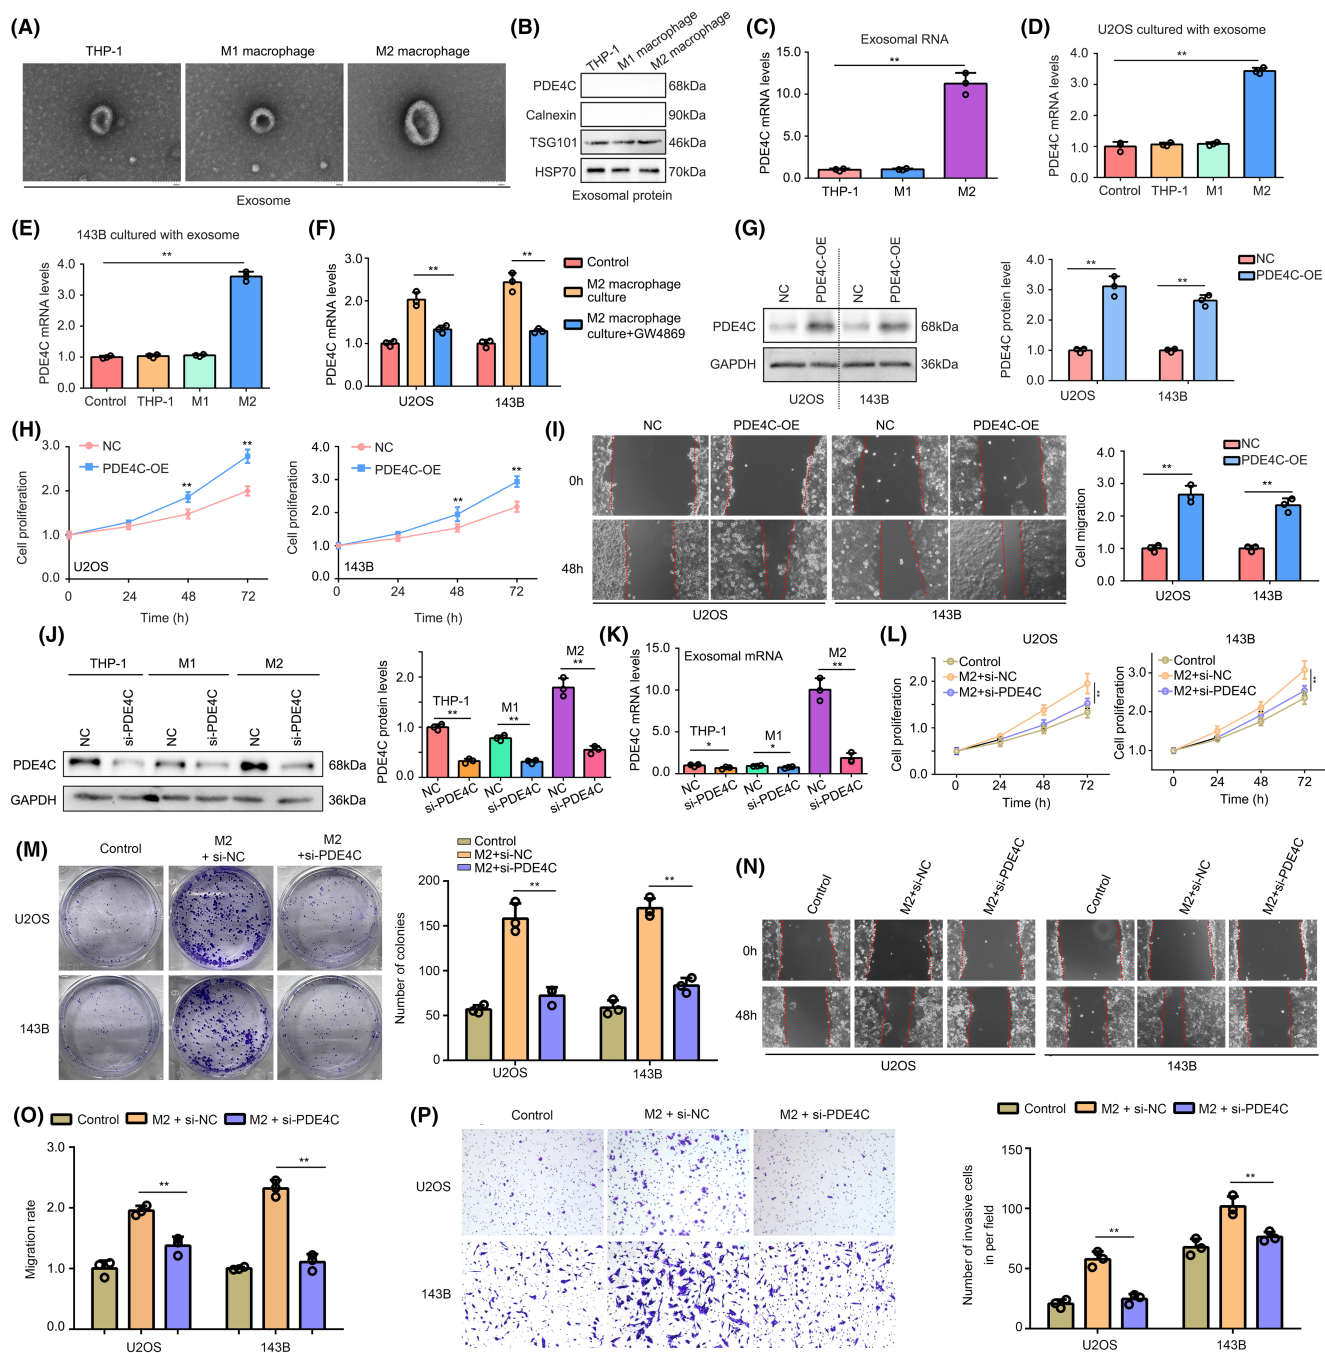 (A)
THP-1 M1 macrophage M2 macrophage
Exosome
(B)
THP-1 M1 macrophage M2 macrophage
PDE4C 68kDa
Calnexin 90kDa
TSG101 46kDa
HSP70 70kDa
Exosomal protein
(C)
Exosomal RNA
**
PDE4C mRNA levels
15.0
10.0
5.0
0.0
THP-1 M1 M2
(D)
U2OS cultured with exosome
**
PDE4C mRNA levels
4.0
3.0
2.0
1.0
0.0
Control THP-1 M1 M2
(E)
143B cultured with exosome
**
PDE4C mRNA levels
4.0
3.0
2.0
1.0
0.0
Control THP-1 M1 M2
(F)
PDE4C mRNA levels
3.0
2.0
1.0
0.0
** **
U2OS 143B
Control
M2 macrophage
culture
M2 macrophage
culture+GW4869
(G)
NC PDE4C-OE NC PDE4C-OE
PDE4C 68kDa
GAPDH 36kDa
U2OS 143B
PDE4C protein level
4.0
3.0
2.0
1.0
0.0
** **
U2OS 143B
NC
PDE4C-OE
(H)
Cell proliferation
3.0
2.0
1.0
0.0
NC
PDE4C-OE
** **
U2OS
0 24 48 72
Time (h)
Cell proliferation
4.0
3.0
2.0
1.0
0.0
NC
PDE4C-OE
** **
143B
0 24 48 72
Time (h)
(I)
NC PDE4C-OE NC PDE4C-OE
0h
48h
U2OS 143B
Cell migration
4.0
3.0
2.0
1.0
0.0
** **
U2OS 143B
NC
PDE4C-OE
(J)
THP-1 M1 M2
NC si-PDE4C NC si-PDE4C NC si-PDE4C
PDE4C 68kDa
GAPDH 36kDa
PDE4C protein levels
2.5
2.0
1.5
1.0
0.5
0.0
THP-1 ** M1 ** M2 **
NC si-PDE4C NC si-PDE4C NC si-PDE4C
(K)
Exosomal mRNA
PDE4C mRNA levels
15.0
10.0
5.0
0.0
THP-1 * M1 * M2 **
NC si-PDE4C NC si-PDE4C NC si-PDE4C
(L)
U2OS
Control
M2+si-NC
M2+si-PDE4C
Cell proliferation
2.0
1.0
0.0
**
0 24 48 72
Time (h)
143B
Control
M2+si-NC
M2+si-PDE4C
Cell proliferation
3.0
2.0
1.0
**
0 24 48 72
Time (h)
(M)
Control M2 + si-NC M2 +si-PDE4C
U2OS
143B
Control
M2+si-NC
M2+si-PDE4C
Number of colonies
200
150
100
50
0
** **
U2OS 143B
(N)
Control M2+si-NC M2+si-PDE4C Control M2+si-NC M2+si-PDE4C
0h
48h
U2OS 143B
(O)
Control M2 + si-NC M2 + si-PDE4C
Migration rate
3.0
2.0
1.0
0.0
** **
U2OS 143B
(P)
Control M2 + si-NC M2 + si-PDE4C
U2OS
143B
Control M2 + si-NC M2 + si-PDE4C
Number of invasive cells
in per field
150
100
50
0
** **
U2OS 143B